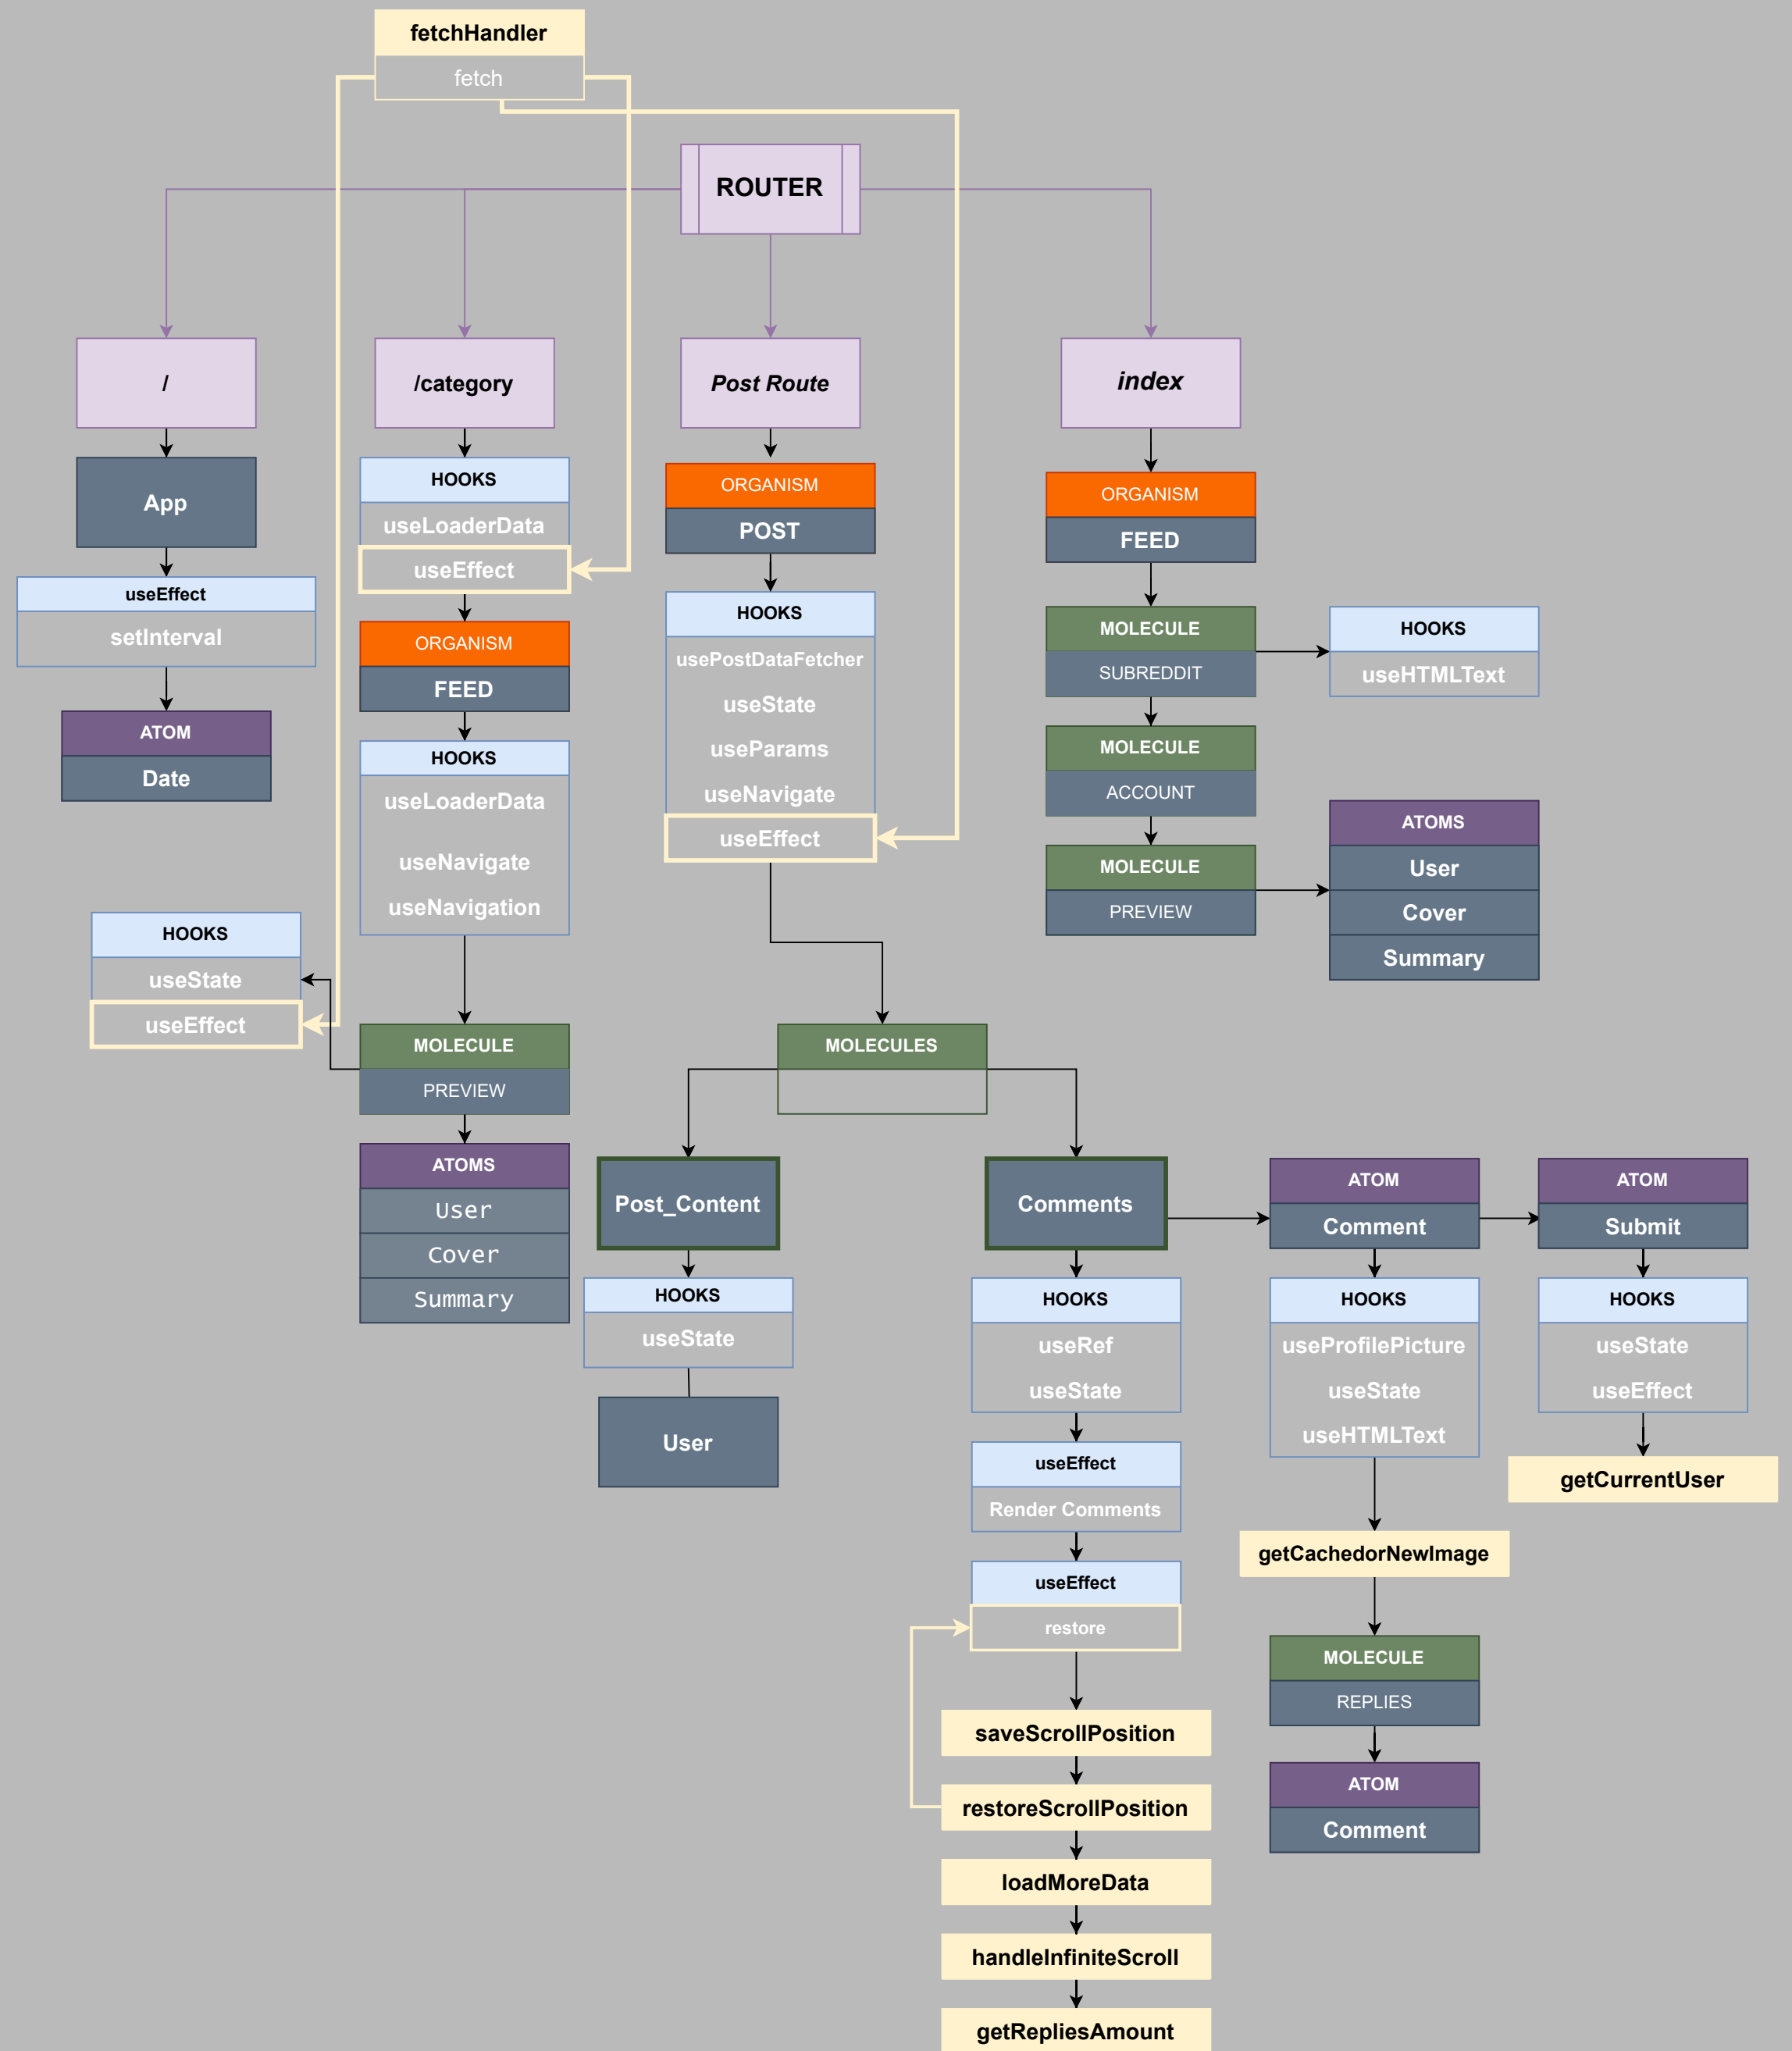 fetchHandler
fetch
ROUTER
/
/category
Post Route
index
App
useEffect
setInterval
ATOM
Date
HOOKS
useLoaderData
useEffect
ORGANISM
FEED
HOOKS
useLoaderData
useNavigate
useNavigation
HOOKS
useState
useEffect
MOLECULE
PREVIEW
ATOMS
User
Cover
Summary
ORGANISM
POST
HOOKS
usePostDataFetcher
useState
useParams
useNavigate
useEffect
MOLECULES
Post_Content
HOOKS
useState
User
Comments
HOOKS
useRef
useState
useEffect
Render Comments
useEffect
restore
saveScrollPosition
restoreScrollPosition
loadMoreData
handleInfiniteScroll
getRepliesAmount
ATOM
Comment
HOOKS
useProfilePicture
useState
useHTMLText
getCachedorNewImage
MOLECULE
REPLIES
ATOM
Comment
ATOM
Submit
HOOKS
useState
useEffect
getCurrentUser
ORGANISM
FEED
MOLECULE
SUBREDDIT
HOOKS
useHTMLText
MOLECULE
ACCOUNT
MOLECULE
PREVIEW
ATOMS
User
Cover
Summary